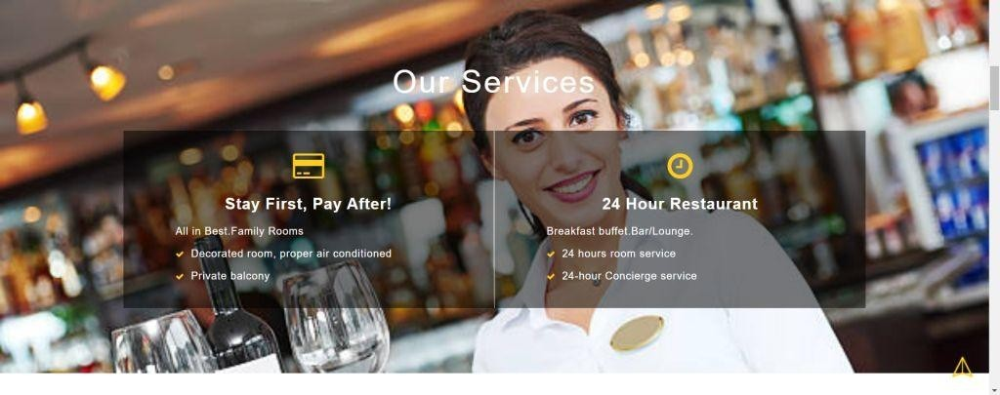 Our Services
Stay First, Pay After!
All in Best.Family Rooms
Decorated room, proper air conditioned
Private balcony
24 Hour Restaurant
Breakfast buffet.Bar/Lounge.
24 hours room service
24-hour Concierge service